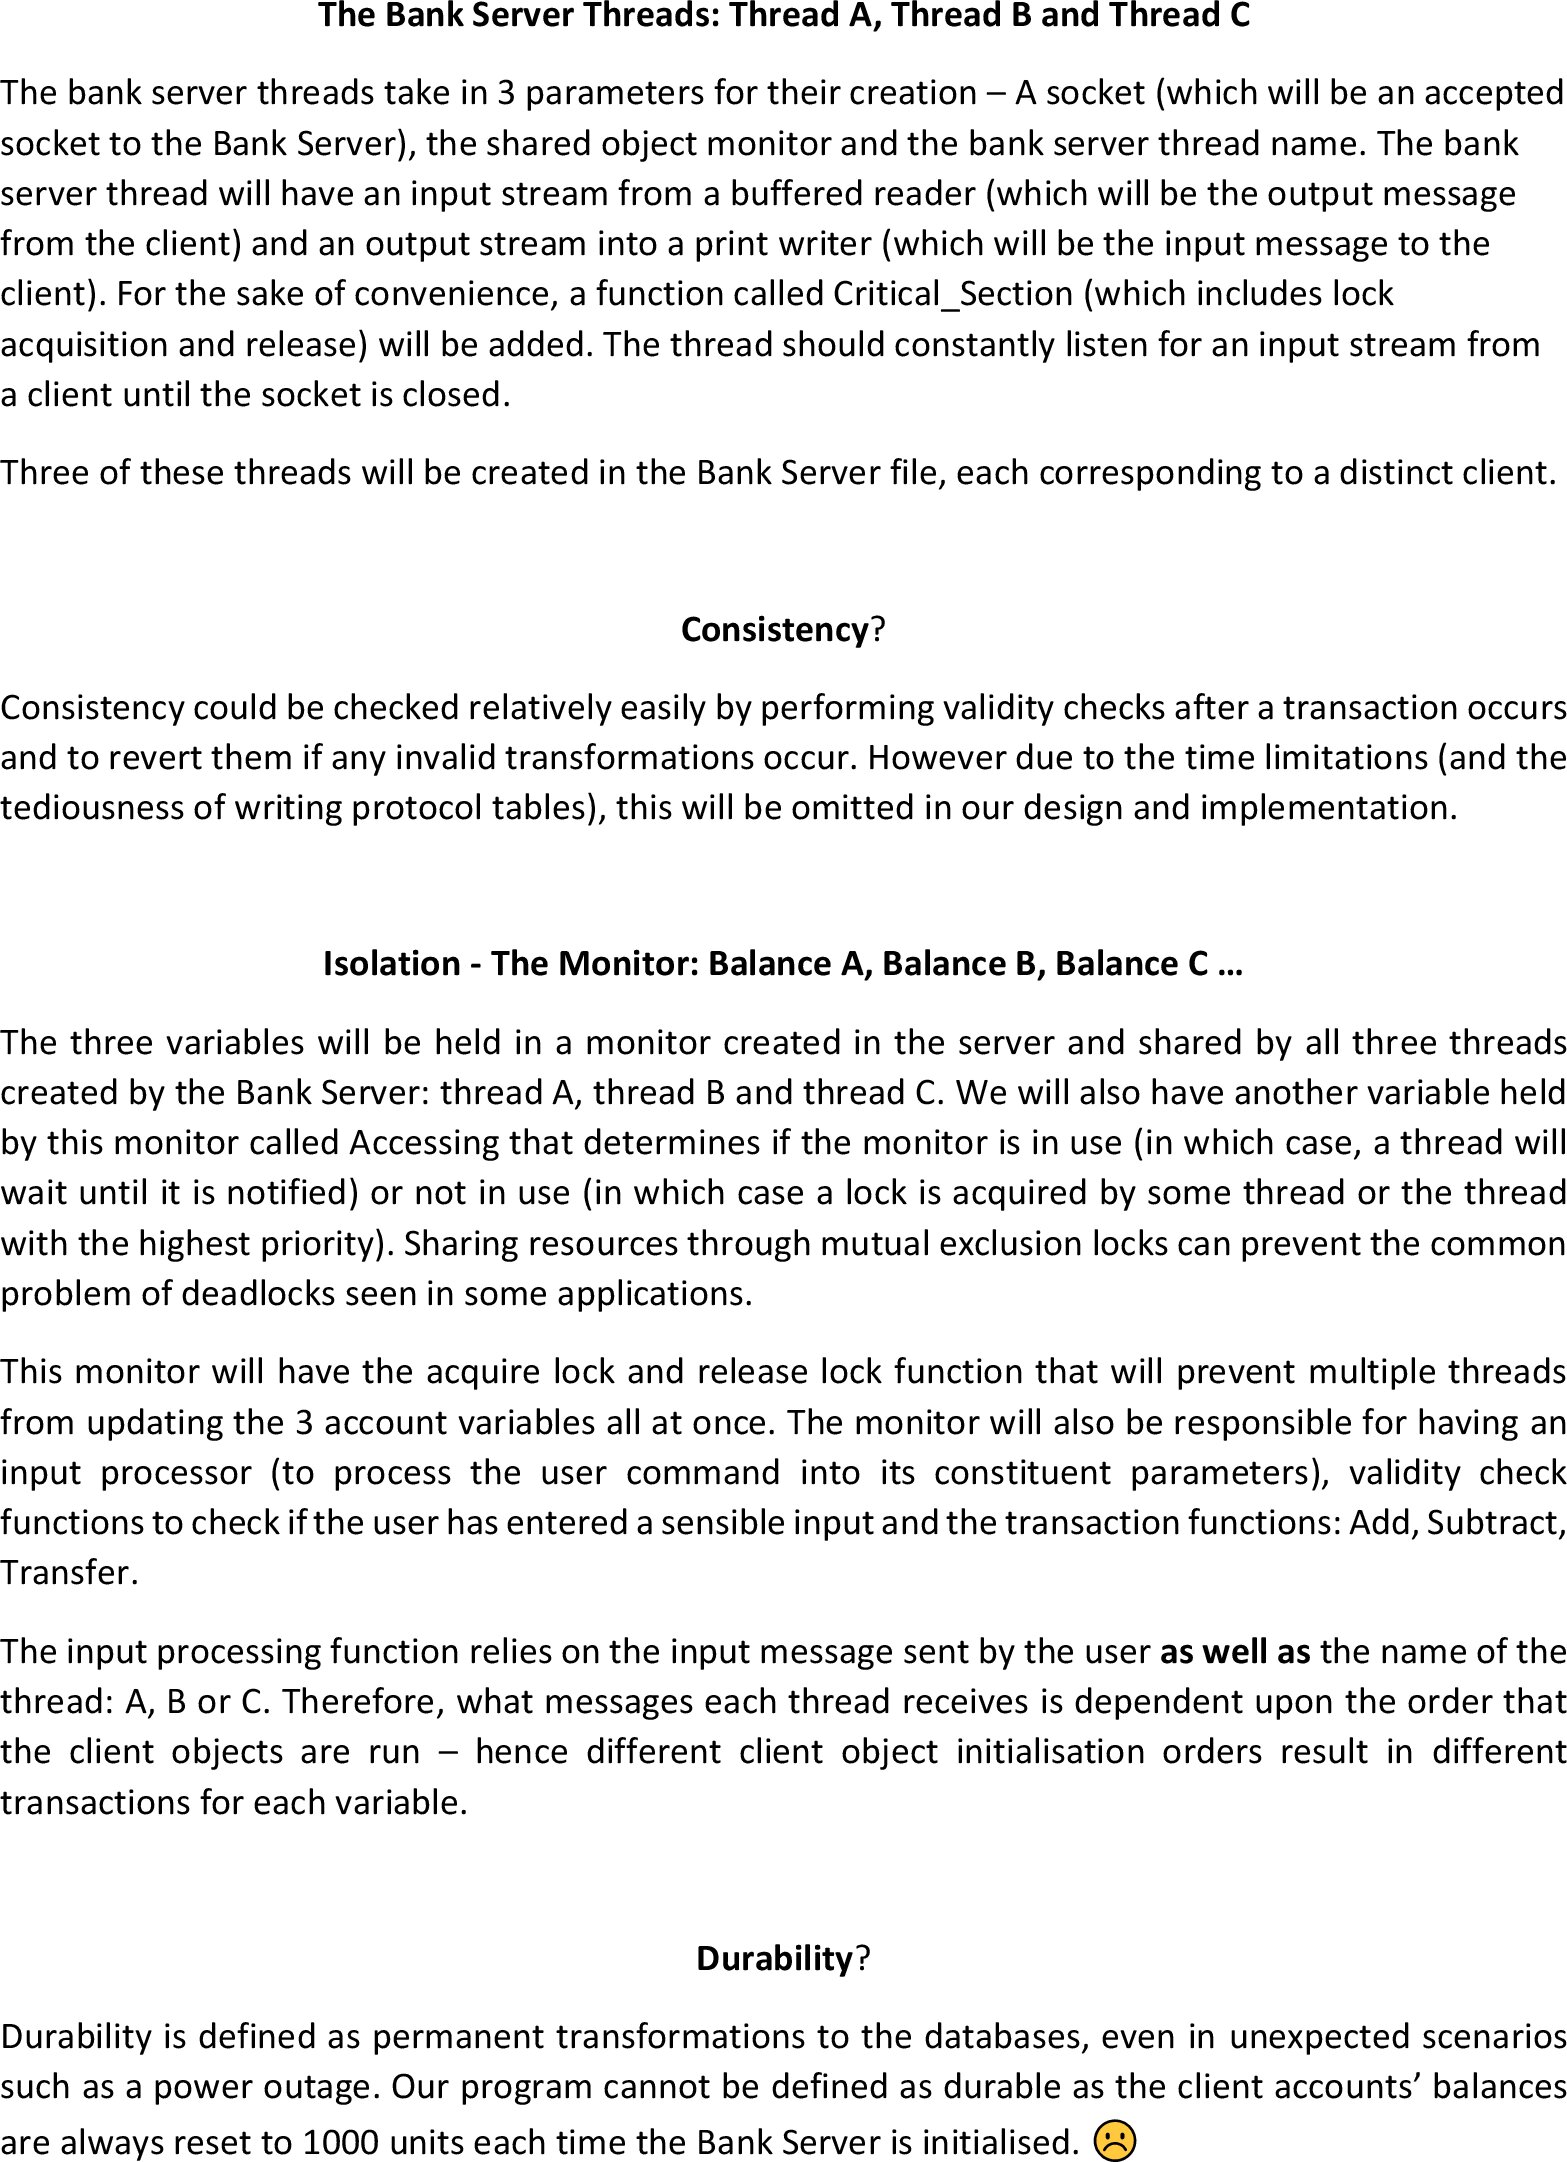 The Bank Server Threads: Thread A, Thread B and Thread C
The bank server threads take in 3 parameters for their creation – A socket (which will be an accepted
socket to the Bank Server), the shared object monitor and the bank server thread name. The bank
server thread will have an input stream from a buffered reader (which will be the output message
from the client) and an output stream into a print writer (which will be the input message to the
client). For the sake of convenience, a function called Critical_Section (which includes lock
acquisition and release) will be added. The thread should constantly listen for an input stream from
a client until the socket is closed.
Three of these threads will be created in the Bank Server file, each corresponding to a distinct client.
Consistency?
Consistency could be checked relatively easily by performing validity checks after a transaction occurs
and to revert them if any invalid transformations occur. However due to the time limitations (and the
tediousness of writing protocol tables), this will be omitted in our design and implementation.
Isolation - The Monitor: Balance A, Balance B, Balance C …
The three variables will be held in a monitor created in the server and shared by all three threads
created by the Bank Server: thread A, thread B and thread C. We will also have another variable held
by this monitor called Accessing that determines if the monitor is in use (in which case, a thread will
wait until it is notified) or not in use (in which case a lock is acquired by some thread or the thread
with the highest priority). Sharing resources through mutual exclusion locks can prevent the common
problem of deadlocks seen in some applications.
This monitor will have the acquire lock and release lock function that will prevent multiple threads
from updating the 3 account variables all at once. The monitor will also be responsible for having an
input processor (to process the user command into its constituent parameters), validity check
functions to check if the user has entered a sensible input and the transaction functions: Add, Subtract,
Transfer.
The input processing function relies on the input message sent by the user as well as the name of the
thread: A, B or C. Therefore, what messages each thread receives is dependent upon the order that
the client objects are run – hence different client object initialisation orders result in different
transactions for each variable.
Durability?
Durability is defined as permanent transformations to the databases, even in unexpected scenarios
such as a power outage. Our program cannot be defined as durable as the client accounts’ balances
are always reset to 1000 units each time the Bank Server is initialised. ☹